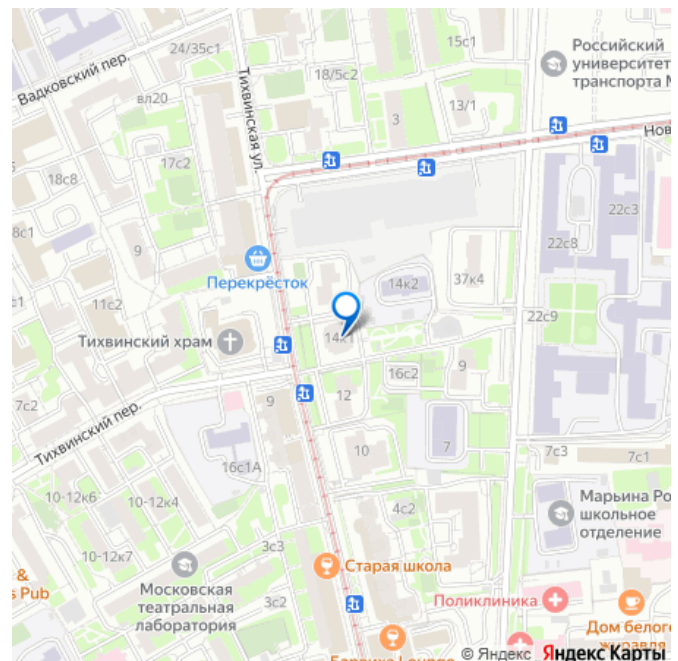 24/35с1
15с1
Российский
университет
транспорта М
Вадковский пер.
вл20
Тихвинская ул.
18/5с2
13/1
3
Нов
17с2
18с8
22с3
8с1
9
22с8
Перекрёсток
14к2
37к4
11с2
22с9
Тихвинский храм
14к1
16с2
9
7с2
12
9
Тихвинский пер.
10
7
7с3
7с1
16с1А
10-12к6
10-12к4
4с2
Марьина Ро
школьное
отделение
10-12к7
3с3
Старая школа
&
s Pub
Московская
театральная
лаборатория
3с2
Поликлиника
Дом белого
журавля
© Яндекс Яндекс Карты